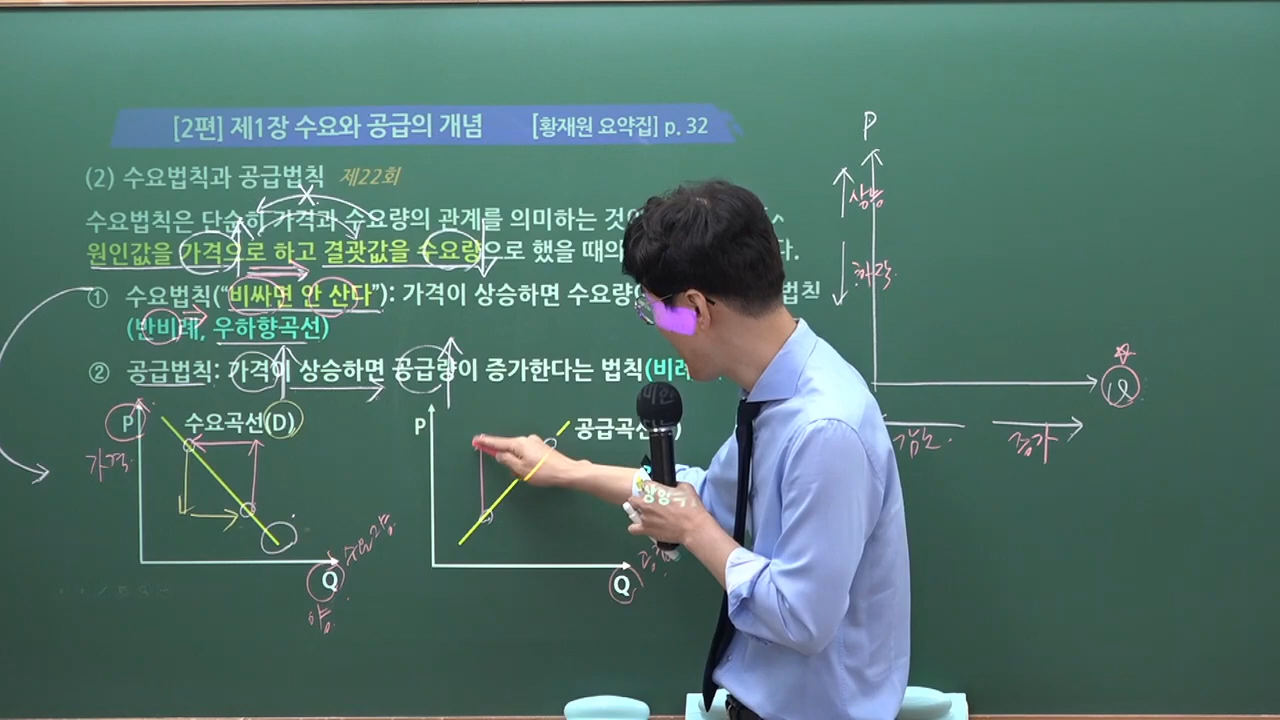 [2편] 제1장 수요와 공급의 개념 [황재원 요약집] p. 32
(2) 수요법칙과 공급법칙 제22회
수요법칙은 단순히 가격과 수요량의 관계를 의미하는
원인값을 가격으로 하고 결괏값을 수요량으로 했을 때의
① 수요법칙("비싸면 안 산다"): 가격이 상승하면
(반비례, 우하향곡선)
② 공급법칙: 가격이 상승하면 공급량이 증가한다는 법칙
P 수요곡선(D)
가격
Q
수요량
양
P
Q
P
상승
하락
Q
감소 증가